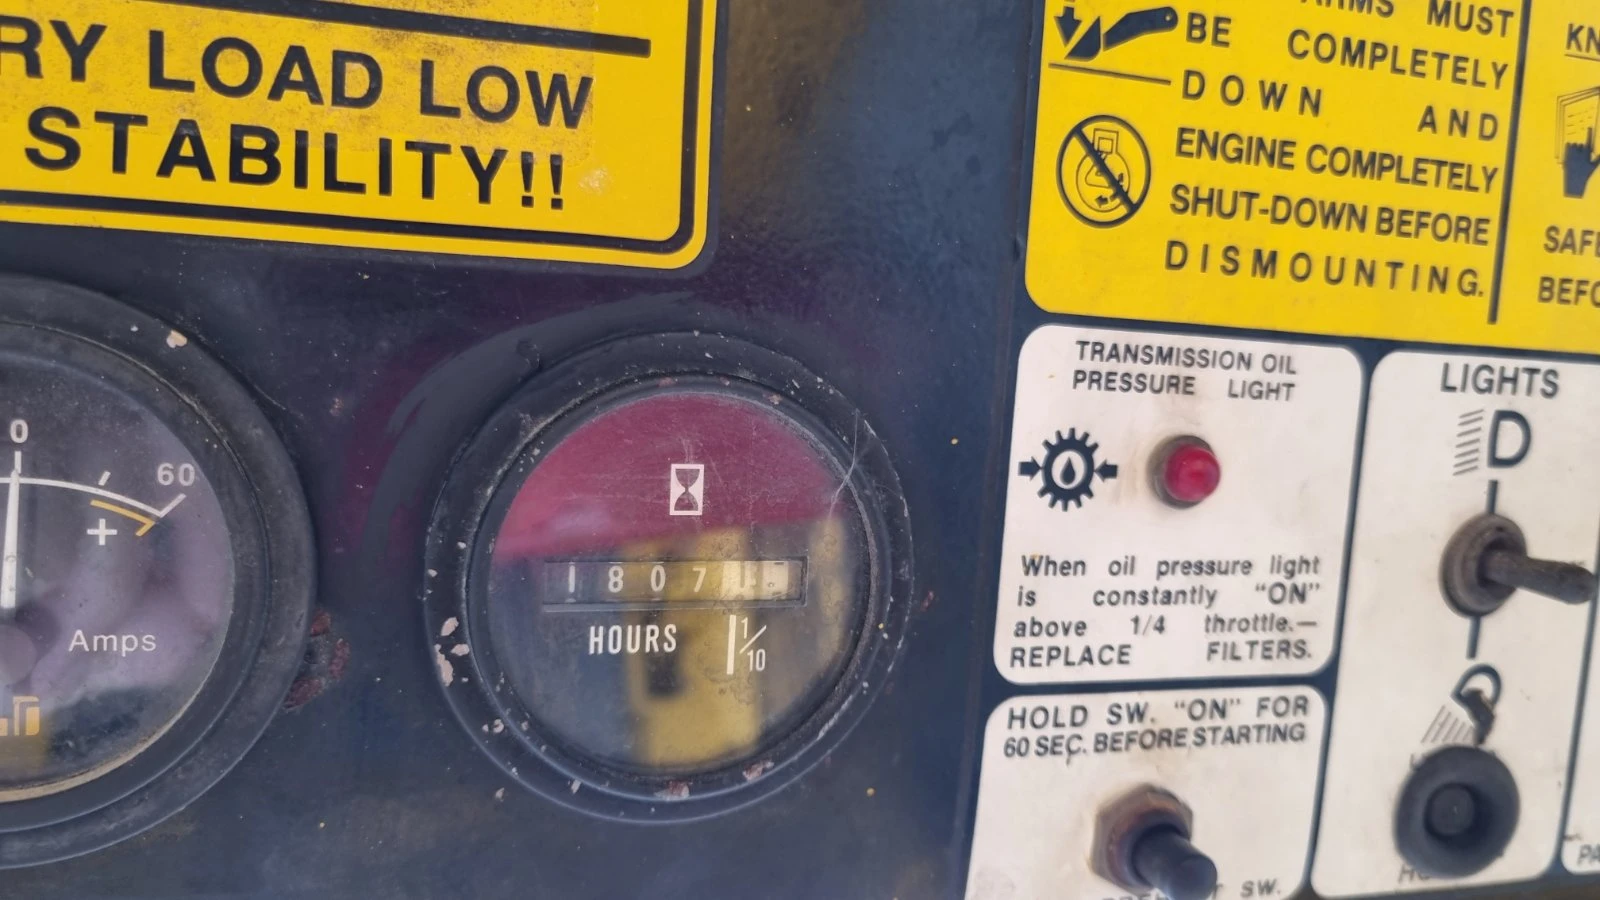 RY LOAD LOW
STABILITY!!
MUST
BE COMPLETELY
DOWN AND
ENGINE COMPLETELY
SHUT-DOWN BEFORE
DISMOUNTING.
0
60
+
Amps
1807
HOURS 1/10
TRANSMISSION OIL
PRESSURE LIGHT
When oil pressure light
is constantly "ON"
above 1/4 throttle.—
REPLACE FILTERS.
HOLD SW. "ON" FOR
60 SEC. BEFORE STARTING
SW.
LIGHTS